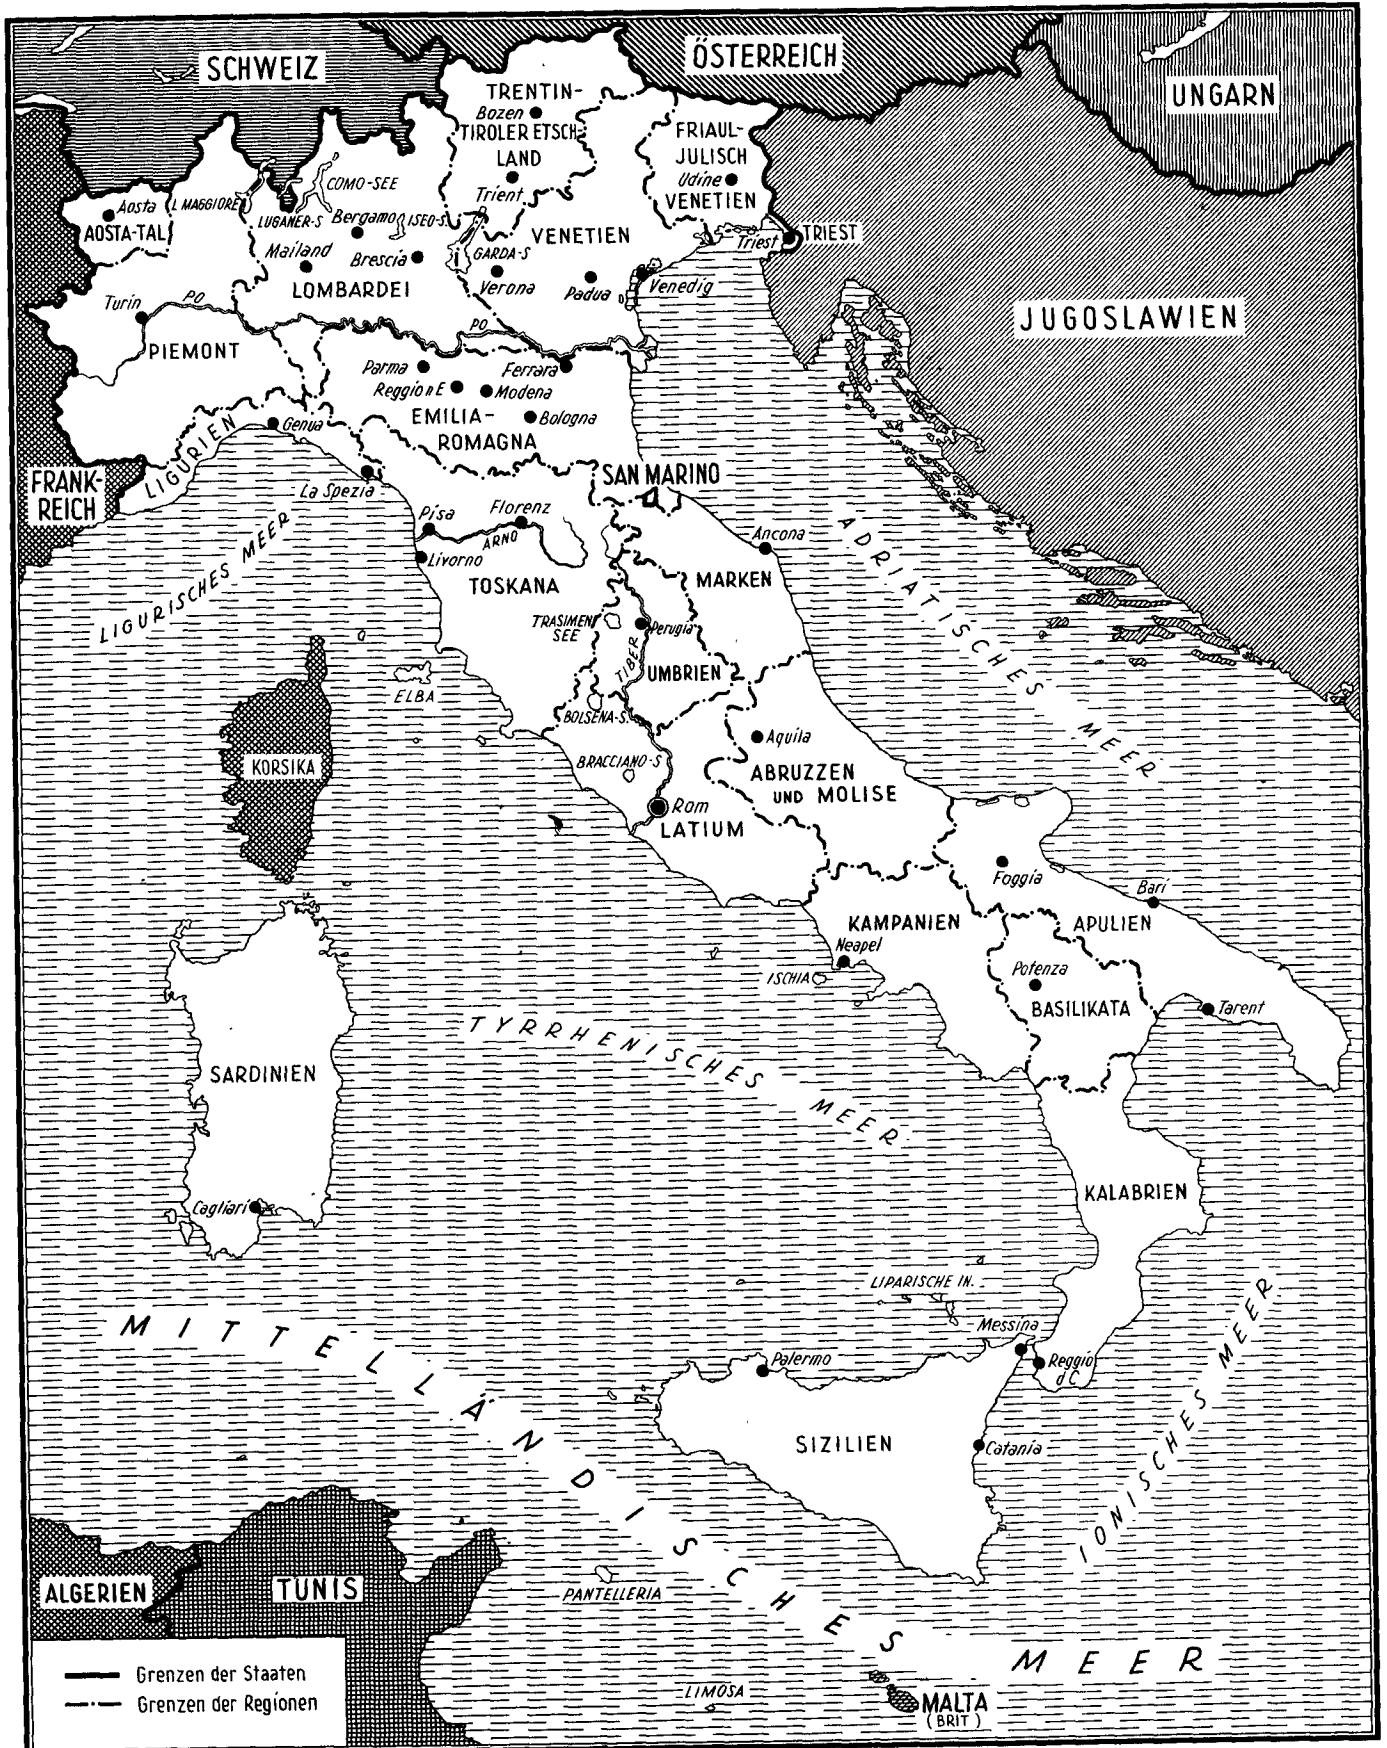 SCHWEIZ
ÖSTERREICH
UNGARN
TRENTIN-
Bozen
TIROLER ETSCH-
LAND
Trient
FRIAUL-
JULISCH
Udine
VENETIEN
Aosta
AOSTA-TAL
L MAGGIORE
COMO-SEE
LUGANER-S
Bergamo
ISEO-S.
Mailand
Brescia
LOMBARDEI
GARDA-S
VENETIEN
Verona
Padua
Venedig
Triest
TRIEST
JUGOSLAWIEN
Turin
PO
PIEMONT
PO
Parma
Ferrara
Reggio n E
Modena
EMILIA-
ROMAGNA
Bologna
Genua
LIGURIEN
FRANK-
REICH
La Spezia
SAN MARINO
LIGURISCHES MEER
Pisa
Florenz
ARNO
Livorno
TOSKANA
Ancona
MARKEN
ADRIATISCHES MEER
TRASIMEN
SEE
Perugia
TIBER
UMBRIEN
ELBA
BOLSENA-S.
KORSIKA
BRACCIANO-S
Aquila
ABRUZZEN
UND MOLISE
Rom
LATIUM
Foggia
Bari
KAMPANIEN
APULIEN
Neapel
ISCHIA
Potenza
BASILIKATA
Tarent
TYRRHENISCHES MEER
SARDINIEN
Cagliari
KALABRIEN
LIPARISCHE IN.
Messina
Reggio
d C
Palermo
SIZILIEN
Catania
IONISCHES MEER
MITTELLÄNDISCHES MEER
ALGERIEN
TUNIS
PANTELLERIA
LIMOSA
MALTA
(BRIT)
Grenzen der Staaten
Grenzen der Regionen